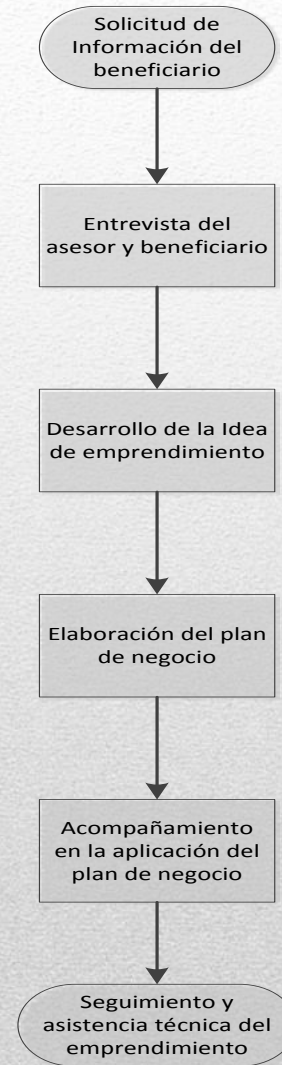 Solicitud de
Información del
beneficiario
Entrevista del
asesor y beneficiario
Desarrollo de la Idea
de emprendimiento
Elaboración del plan
de negocio
Acompañamiento
en la aplicación del
plan de negocio
Seguimiento y
asistencia técnica del
emprendimiento